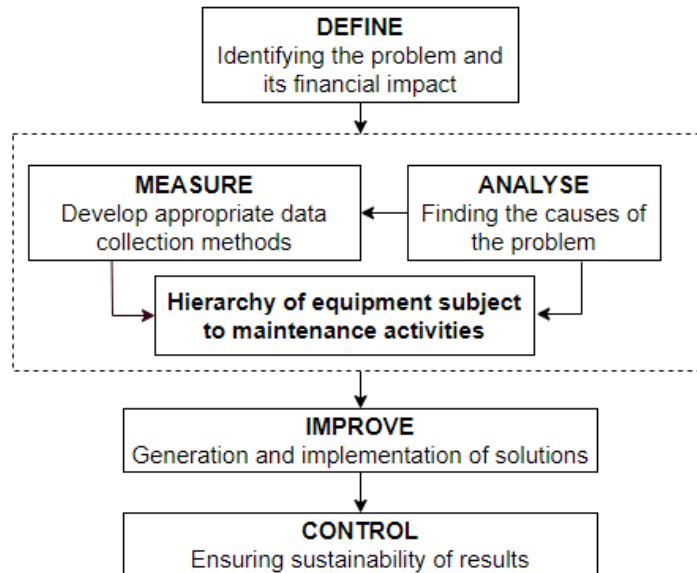 DEFINE
Identifying the problem and
its financial impact
MEASURE
Develop appropriate data
collection methods
ANALYSE
Finding the causes of
the problem
Hierarchy of equipment subject
to maintenance activities
IMPROVE
Generation and implementation of solutions
CONTROL
Ensuring sustainability of results